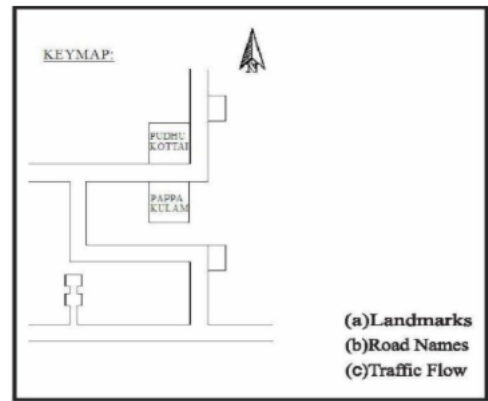 KEYMAP:
N
PUDHU
KOTTAI
PAPPA
KULAM
(a)Landmarks
(b)Road Names
(c)Traffic Flow